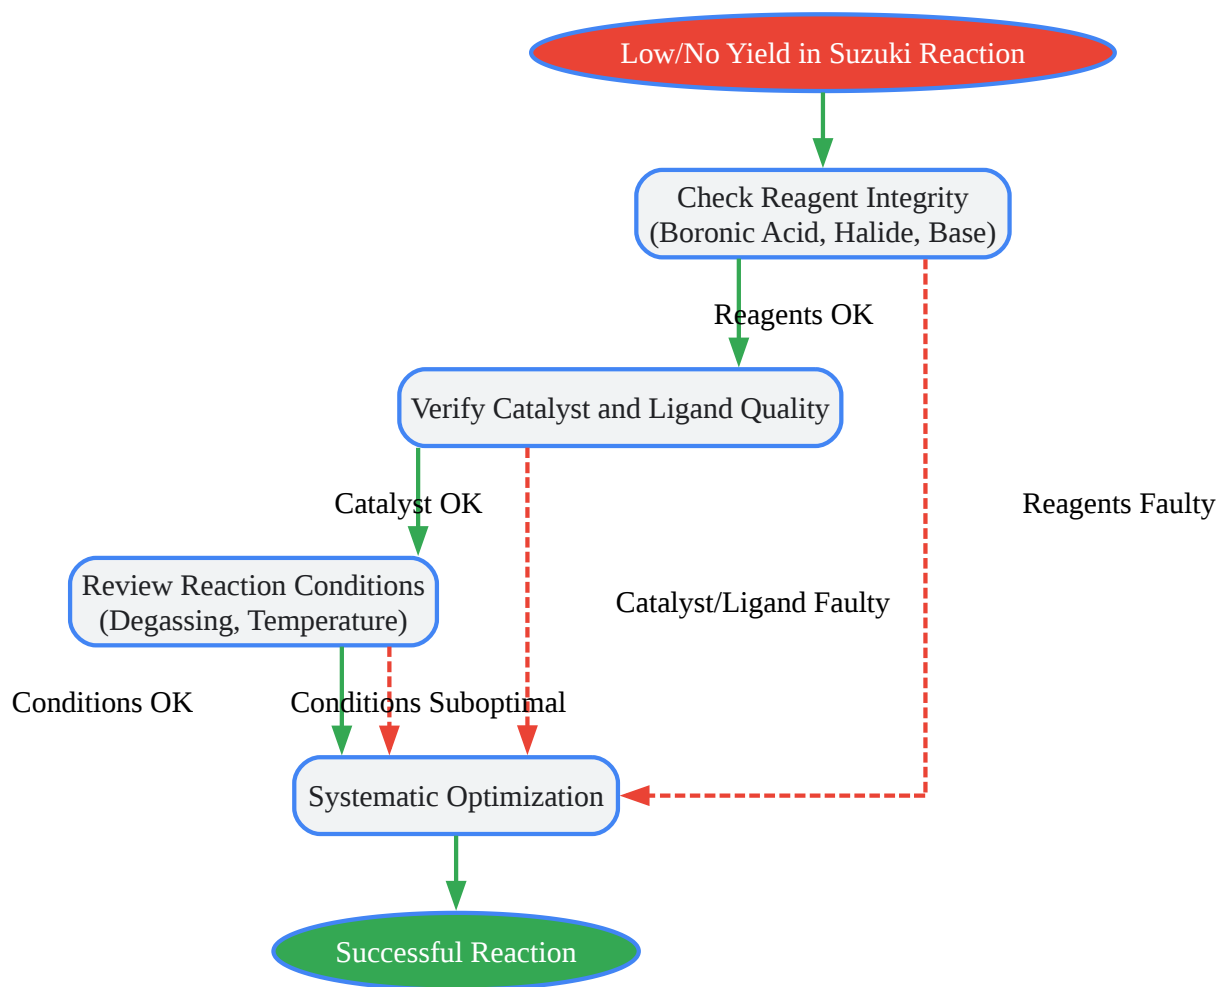 Low/No Yield in Suzuki Reaction
Check Reagent Integrity
(Boronic Acid, Halide, Base)
Reagents OK
Verify Catalyst and Ligand Quality
Catalyst OK
Reagents Faulty
Review Reaction Conditions
(Degassing, Temperature)
Catalyst/Ligand Faulty
Conditions OK
Conditions Suboptimal
Systematic Optimization
Successful Reaction